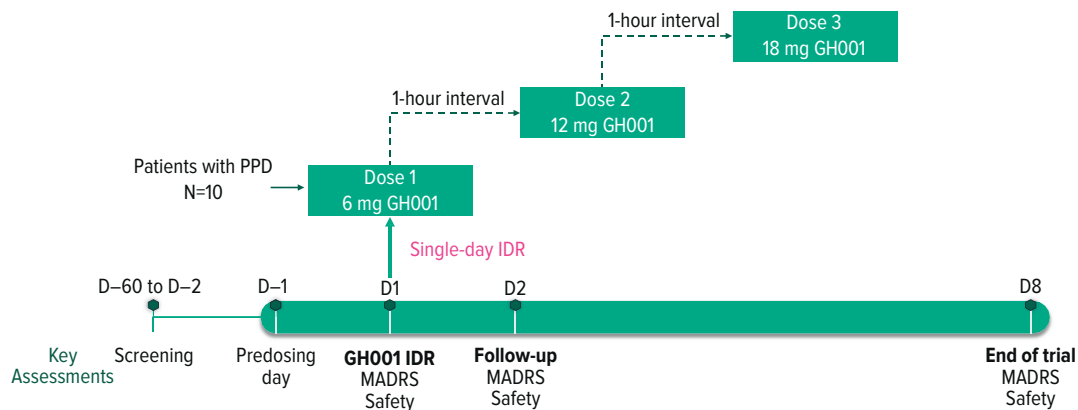 1-hour interval
Dose 3
18 mg GH001
1-hour interval
Dose 2
12 mg GH001
Patients with PPD
N=10
Dose 1
6 mg GH001
Single-day IDR
D–60 to D–2
D–1
D1
D2
D8
Key
Assessments
Screening
Predosing
day
GH001 IDR
MADRS
Safety
Follow-up
MADRS
Safety
End of trial
MADRS
Safety